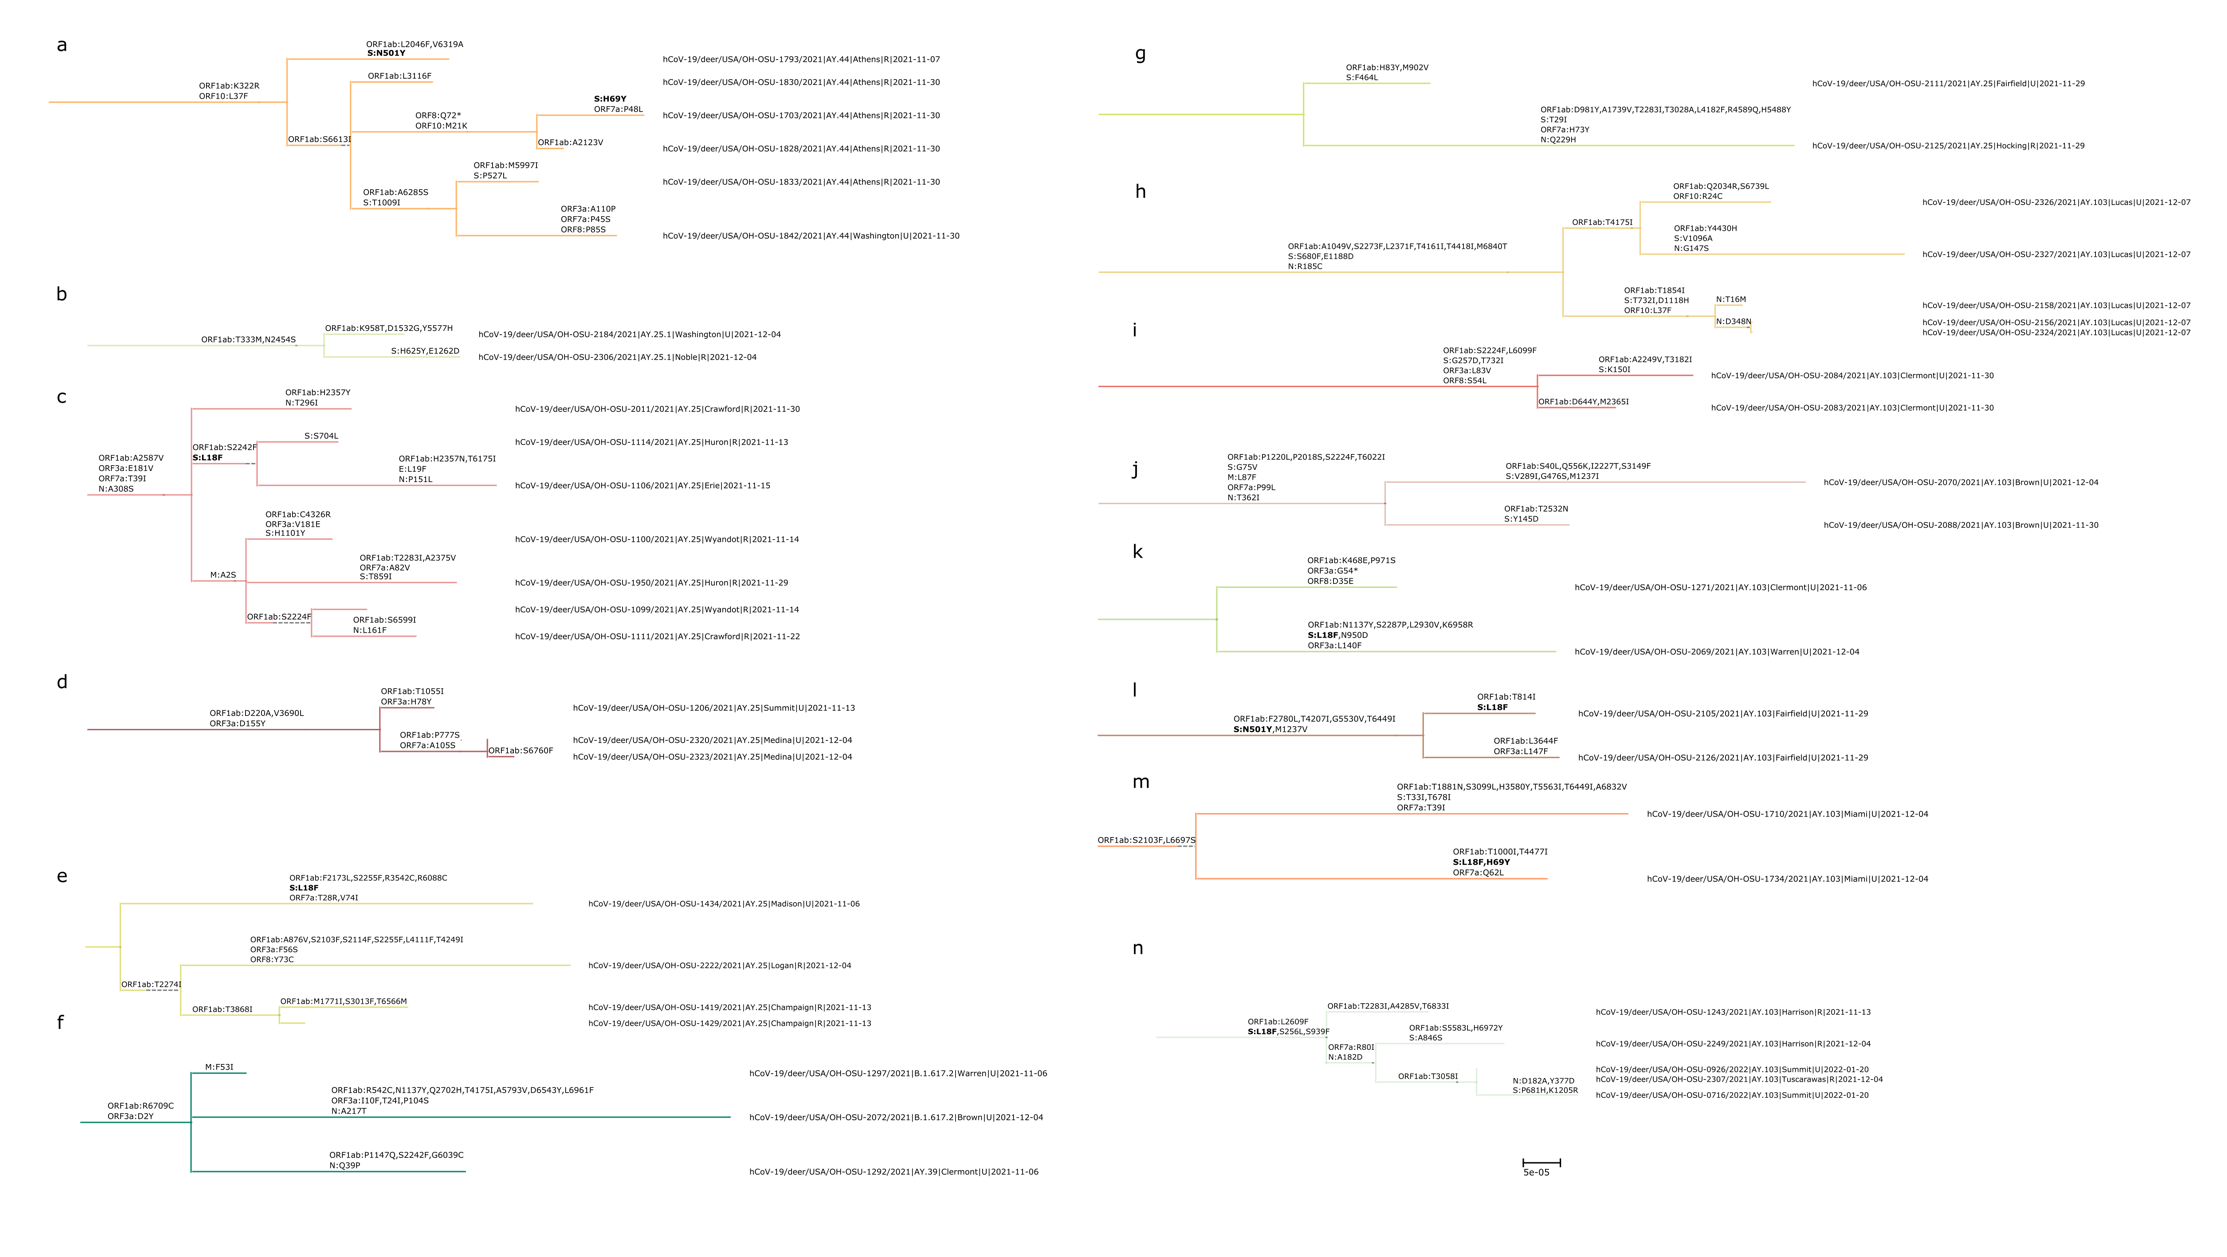 a
ORF1ab:L2046F,V6319A
S:N501Y
hCoV-19/deer/USA/OH-OSU-1793/2021|AY.44|Athens|R|2021-11-07
ORF1ab:L3116F
hCoV-19/deer/USA/OH-OSU-1830/2021|AY.44|Athens|R|2021-11-30
ORF1ab:K322R
ORF10:L37F
S:H69Y
ORF7a:P48L
hCoV-19/deer/USA/OH-OSU-1703/2021|AY.44|Athens|R|2021-11-30
ORF8:Q72*
ORF10:M21K
ORF1ab:S6613I
ORF1ab:A2123V
hCoV-19/deer/USA/OH-OSU-1828/2021|AY.44|Athens|R|2021-11-30
ORF1ab:M5997I
S:P527L
hCoV-19/deer/USA/OH-OSU-1833/2021|AY.44|Athens|R|2021-11-30
ORF1ab:A6285S
S:T1009I
ORF3a:A110P
ORF7a:P45S
ORF8:P85S
hCoV-19/deer/USA/OH-OSU-1842/2021|AY.44|Washington|U|2021-11-30
b
ORF1ab:T333M,N2454S
ORF1ab:K958T,D1532G,Y5577H
hCoV-19/deer/USA/OH-OSU-2184/2021|AY.25.1|Washington|U|2021-12-04
S:H625Y,E1262D
hCoV-19/deer/USA/OH-OSU-2306/2021|AY.25.1|Noble|R|2021-12-04
c
ORF1ab:H2357Y
N:T296I
hCoV-19/deer/USA/OH-OSU-2011/2021|AY.25|Crawford|R|2021-11-30
S:S704L
hCoV-19/deer/USA/OH-OSU-1114/2021|AY.25|Huron|R|2021-11-13
ORF1ab:S2242F
S:L18F
ORF1ab:A2587V
ORF3a:E181V
ORF7a:T39I
N:A308S
ORF1ab:H2357N,T6175I
E:L19F
N:P151L
hCoV-19/deer/USA/OH-OSU-1106/2021|AY.25|Erie|2021-11-15
ORF1ab:C4326R
ORF3a:V181E
S:H1101Y
hCoV-19/deer/USA/OH-OSU-1100/2021|AY.25|Wyandot|R|2021-11-14
M:A2S
ORF1ab:T2283I,A2375V
ORF7a:A82V
S:T859I
hCoV-19/deer/USA/OH-OSU-1950/2021|AY.25|Huron|R|2021-11-29
hCoV-19/deer/USA/OH-OSU-1099/2021|AY.25|Wyandot|R|2021-11-14
ORF1ab:S2224F
ORF1ab:S6599I
N:L161F
hCoV-19/deer/USA/OH-OSU-1111/2021|AY.25|Crawford|R|2021-11-22
d
ORF1ab:T1055I
ORF3a:H78Y
hCoV-19/deer/USA/OH-OSU-1206/2021|AY.25|Summit|U|2021-11-13
ORF1ab:D220A,V3690L
ORF3a:D155Y
ORF1ab:P777S
ORF7a:A105S
hCoV-19/deer/USA/OH-OSU-2320/2021|AY.25|Medina|U|2021-12-04
ORF1ab:S6760F
hCoV-19/deer/USA/OH-OSU-2323/2021|AY.25|Medina|U|2021-12-04
e
ORF1ab:F2173L,S2255F,R3542C,R6088C
S:L18F
ORF7a:T28R,V74I
hCoV-19/deer/USA/OH-OSU-1434/2021|AY.25|Madison|U|2021-11-06
ORF1ab:A876V,S2103F,S2114F,S2255F,L4111F,T4249I
ORF3a:F56S
ORF8:Y73C
hCoV-19/deer/USA/OH-OSU-2222/2021|AY.25|Logan|R|2021-12-04
ORF1ab:T2274I
ORF1ab:T3868I
ORF1ab:M1771I,S3013F,T6566M
hCoV-19/deer/USA/OH-OSU-1419/2021|AY.25|Champaign|R|2021-11-13
hCoV-19/deer/USA/OH-OSU-1429/2021|AY.25|Champaign|R|2021-11-13
f
M:F53I
hCoV-19/deer/USA/OH-OSU-1297/2021|B.1.617.2|Warren|U|2021-11-06
ORF1ab:R6709C
ORF3a:D2Y
ORF1ab:R542C,N1137Y,Q2702H,T4175I,A5793V,D6543Y,L6961F
ORF3a:I10F,T24I,P104S
N:A217T
hCoV-19/deer/USA/OH-OSU-2072/2021|B.1.617.2|Brown|U|2021-12-04
ORF1ab:P1147Q,S2242F,G6039C
N:Q39P
hCoV-19/deer/USA/OH-OSU-1292/2021|AY.39|Clermont|U|2021-11-06
g
ORF1ab:H83Y,M902V
S:F464L
hCoV-19/deer/USA/OH-OSU-2111/2021|AY.25|Fairfield|U|2021-11-29
ORF1ab:D981Y,A1739V,T2283I,T3028A,L4182F,R4589Q,H5488Y
S:T29I
ORF7a:H73Y
N:Q229H
hCoV-19/deer/USA/OH-OSU-2125/2021|AY.25|Hocking|R|2021-11-29
h
ORF1ab:Q2034R,S6739L
ORF10:R24C
hCoV-19/deer/USA/OH-OSU-2326/2021|AY.103|Lucas|U|2021-12-07
ORF1ab:T4175I
ORF1ab:Y4430H
S:V1096A
N:G147S
hCoV-19/deer/USA/OH-OSU-2327/2021|AY.103|Lucas|U|2021-12-07
ORF1ab:A1049V,S2273F,L2371F,T4161I,T4418I,M6840T
S:S680F,E1188D
N:R185C
ORF1ab:T1854I
S:T732I,D1118H
ORF10:L37F
N:T16M
hCoV-19/deer/USA/OH-OSU-2158/2021|AY.103|Lucas|U|2021-12-07
N:D348N
hCoV-19/deer/USA/OH-OSU-2156/2021|AY.103|Lucas|U|2021-12-07
hCoV-19/deer/USA/OH-OSU-2324/2021|AY.103|Lucas|U|2021-12-07
i
ORF1ab:S2224F,L6099F
S:G257D,T732I
ORF3a:L83V
ORF8:S54L
ORF1ab:A2249V,T3182I
S:K150I
hCoV-19/deer/USA/OH-OSU-2084/2021|AY.103|Clermont|U|2021-11-30
ORF1ab:D644Y,M2365I
hCoV-19/deer/USA/OH-OSU-2083/2021|AY.103|Clermont|U|2021-11-30
j
ORF1ab:P1220L,P2018S,S2224F,T6022I
S:G75V
M:L87F
ORF7a:P99L
N:T362I
ORF1ab:S40L,Q556K,I2227T,S3149F
S:V289I,G476S,M1237I
hCoV-19/deer/USA/OH-OSU-2070/2021|AY.103|Brown|U|2021-12-04
ORF1ab:T2532N
S:Y145D
hCoV-19/deer/USA/OH-OSU-2088/2021|AY.103|Brown|U|2021-11-30
k
ORF1ab:K468E,P971S
ORF3a:G54*
ORF8:D35E
hCoV-19/deer/USA/OH-OSU-1271/2021|AY.103|Clermont|U|2021-11-06
ORF1ab:N1137Y,S2287P,L2930V,K6958R
S:L18F,N950D
ORF3a:L140F
hCoV-19/deer/USA/OH-OSU-2069/2021|AY.103|Warren|U|2021-12-04
l
ORF1ab:T814I
S:L18F
hCoV-19/deer/USA/OH-OSU-2105/2021|AY.103|Fairfield|U|2021-11-29
ORF1ab:F2780L,T4207I,G5530V,T6449I
S:N501Y,M1237V
ORF1ab:L3644F
ORF3a:L147F
hCoV-19/deer/USA/OH-OSU-2126/2021|AY.103|Fairfield|U|2021-11-29
m
ORF1ab:T1881N,S3099L,H3580Y,T5563I,T6449I,A6832V
S:T33I,T678I
ORF7a:T39I
hCoV-19/deer/USA/OH-OSU-1710/2021|AY.103|Miami|U|2021-12-04
ORF1ab:S2103F,L6697S
ORF1ab:T1000I,T4477I
S:L18F,H69Y
ORF7a:Q62L
hCoV-19/deer/USA/OH-OSU-1734/2021|AY.103|Miami|U|2021-12-04
n
ORF1ab:T2283I,A4285V,T6833I
hCoV-19/deer/USA/OH-OSU-1243/2021|AY.103|Harrison|R|2021-11-13
ORF1ab:L2609F
S:L18F,S256L,S939F
ORF1ab:S5583L,H6972Y
S:A846S
hCoV-19/deer/USA/OH-OSU-2249/2021|AY.103|Harrison|R|2021-12-04
ORF7a:R80I
N:A182D
hCoV-19/deer/USA/OH-OSU-0926/2022|AY.103|Summit|U|2022-01-20
ORF1ab:T3058I
hCoV-19/deer/USA/OH-OSU-2307/2021|AY.103|Tuscarawas|R|2021-12-04
N:D182A,Y377D
S:P681H,K1205R
hCoV-19/deer/USA/OH-OSU-0716/2022|AY.103|Summit|U|2022-01-20
5e-05